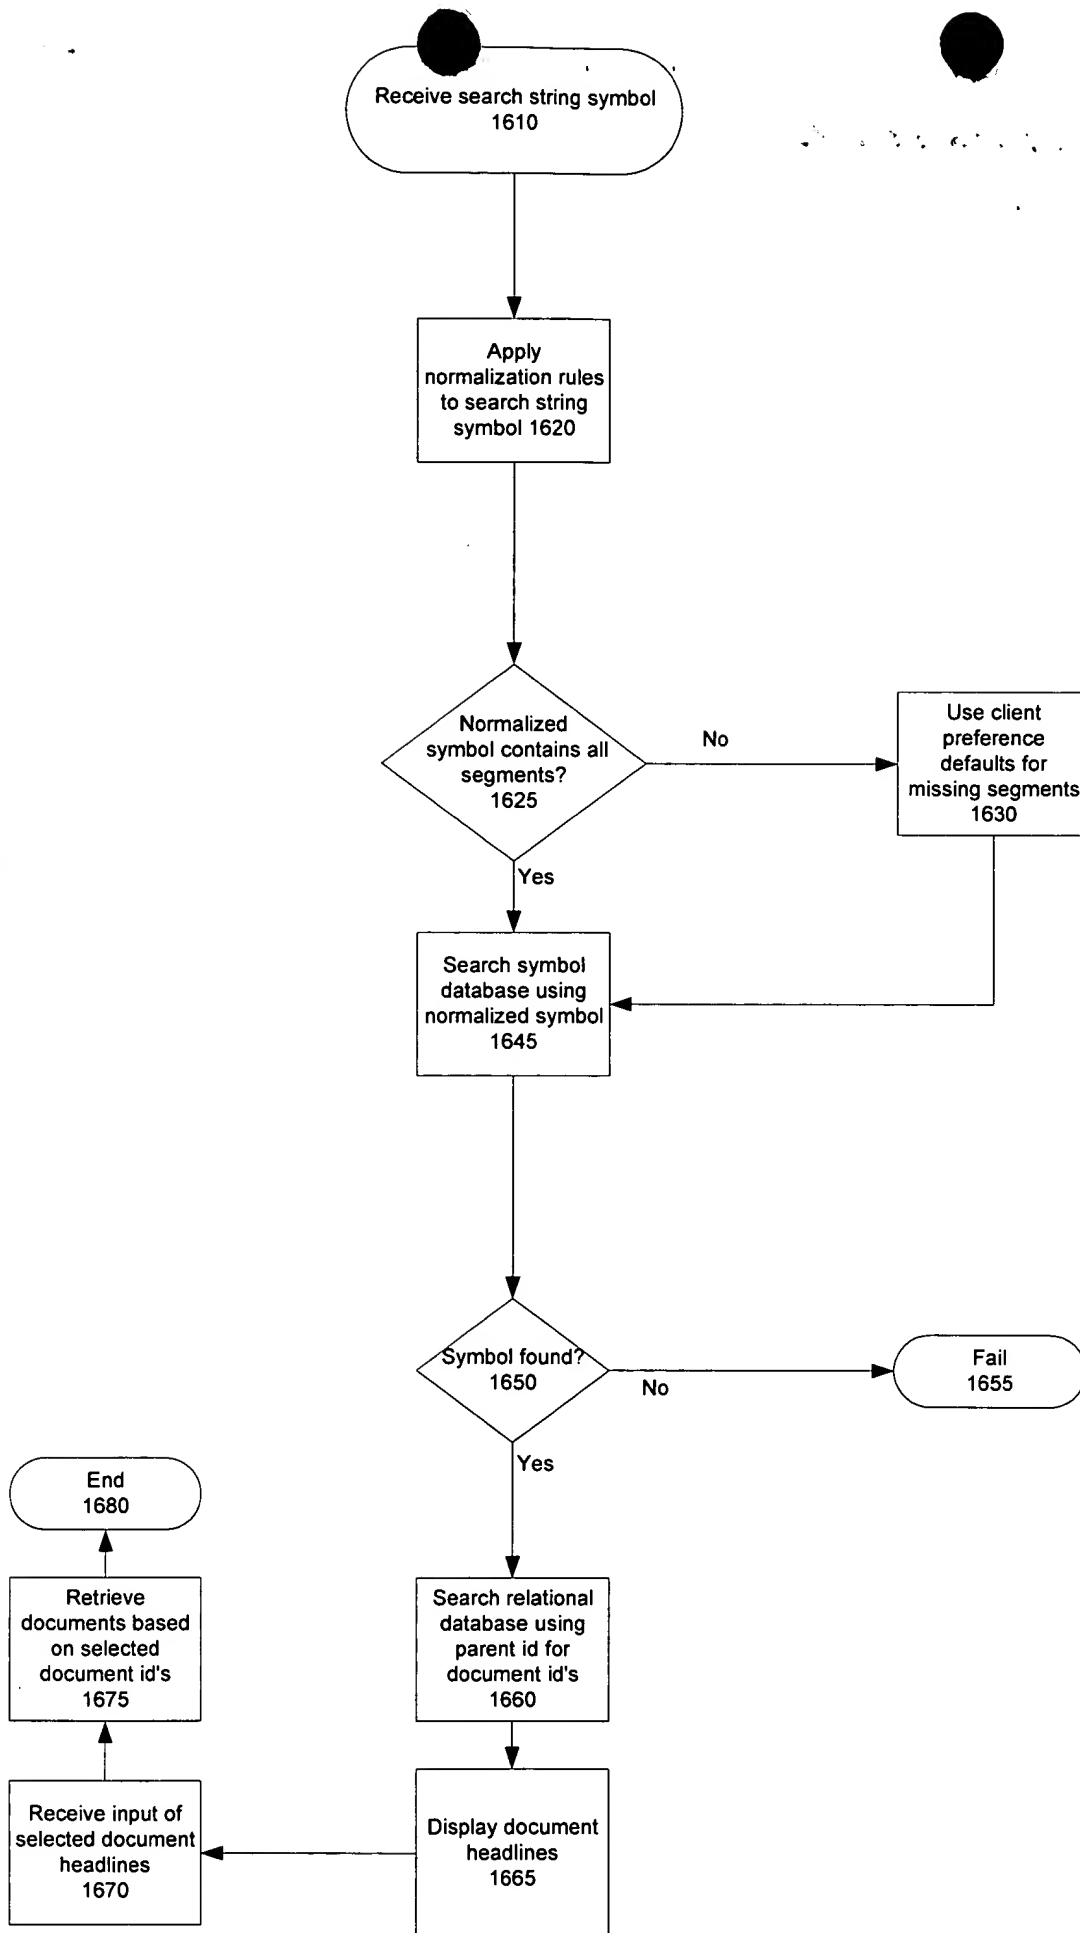 Receive search string symbol
1610
Apply
normalization rules
to search string
symbol 1620
Normalized
symbol contains all
segments?
1625
No
Use client
preference
defaults for
missing segments
1630
Yes
Search symbol
database using
normalized symbol
1645
Symbol found?
1650
No
Fail
1655
Yes
End
1680
Retrieve
documents based
on selected
document id's
1675
Search relational
database using
parent id for
document id's
1660
Receive input of
selected document
headlines
1670
Display document
headlines
1665